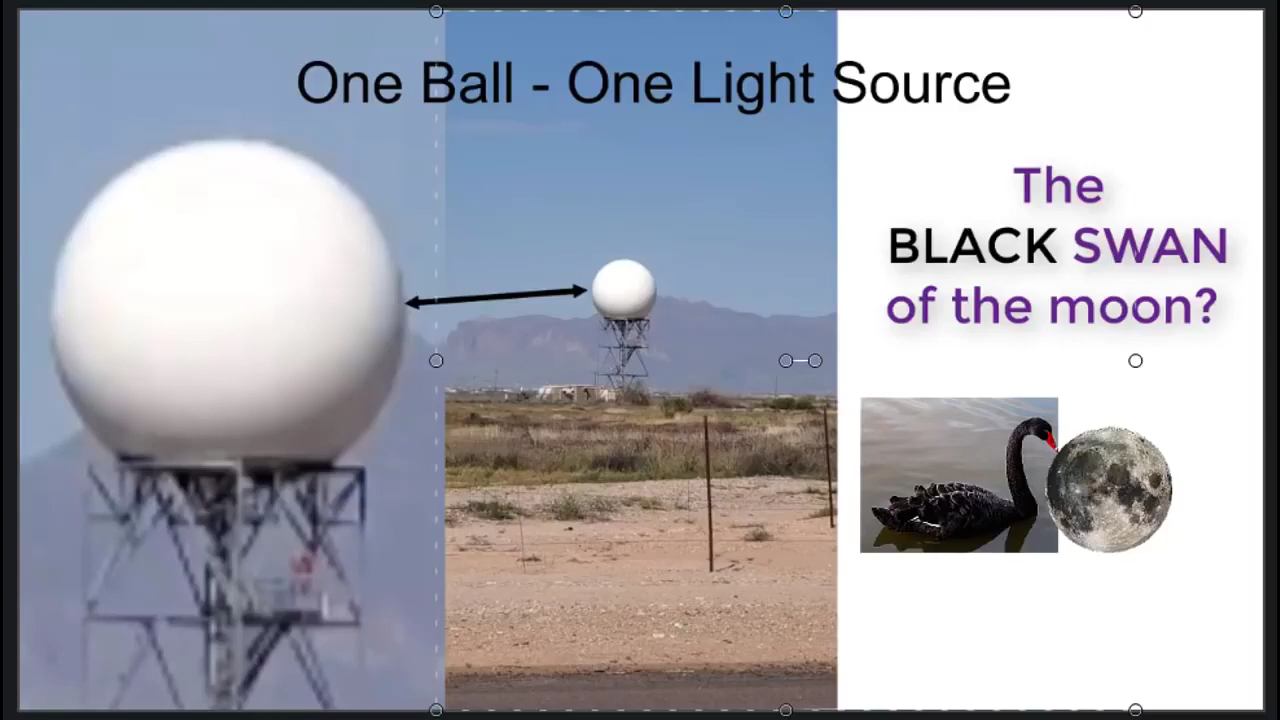 One Ball - One Light Source
The
BLACK SWAN
of the moon?